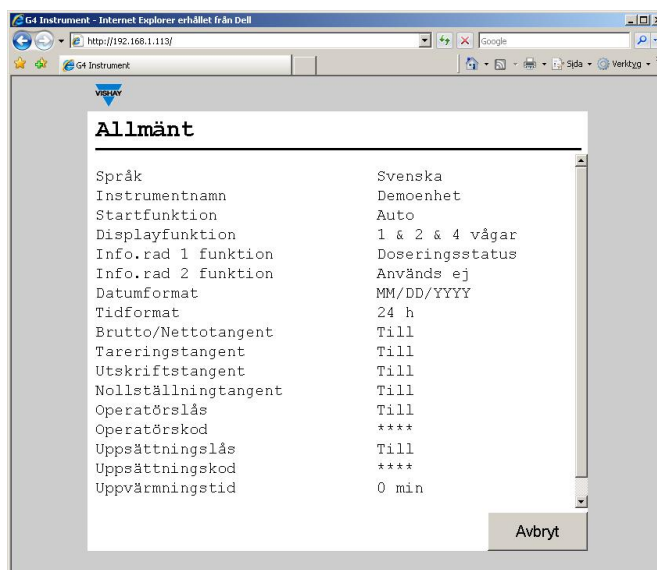 G4 Instrument - Internet Explorer erhållet från Dell
http://192.168.1.113/
Google
G4 Instrument
Sida
Verktyg
VISHAY
Allmänt
Språk Svenska
Instrumentnamn Demoenhet
Startfunktion Auto
Displayfunktion 1 & 2 & 4 vågar
Info.rad 1 funktion Doseringsstatus
Info.rad 2 funktion Används ej
Datumformat MM/DD/YYYY
Tidformat 24 h
Brutto/Nettotangent Till
Tareringstangent Till
Utskriftstangent Till
Nollställningtangent Till
Operatörslås Till
Operatörskod ****
Uppsättningslås Till
Uppsättningskod ****
Uppvärmningstid 0 min
Avbryt